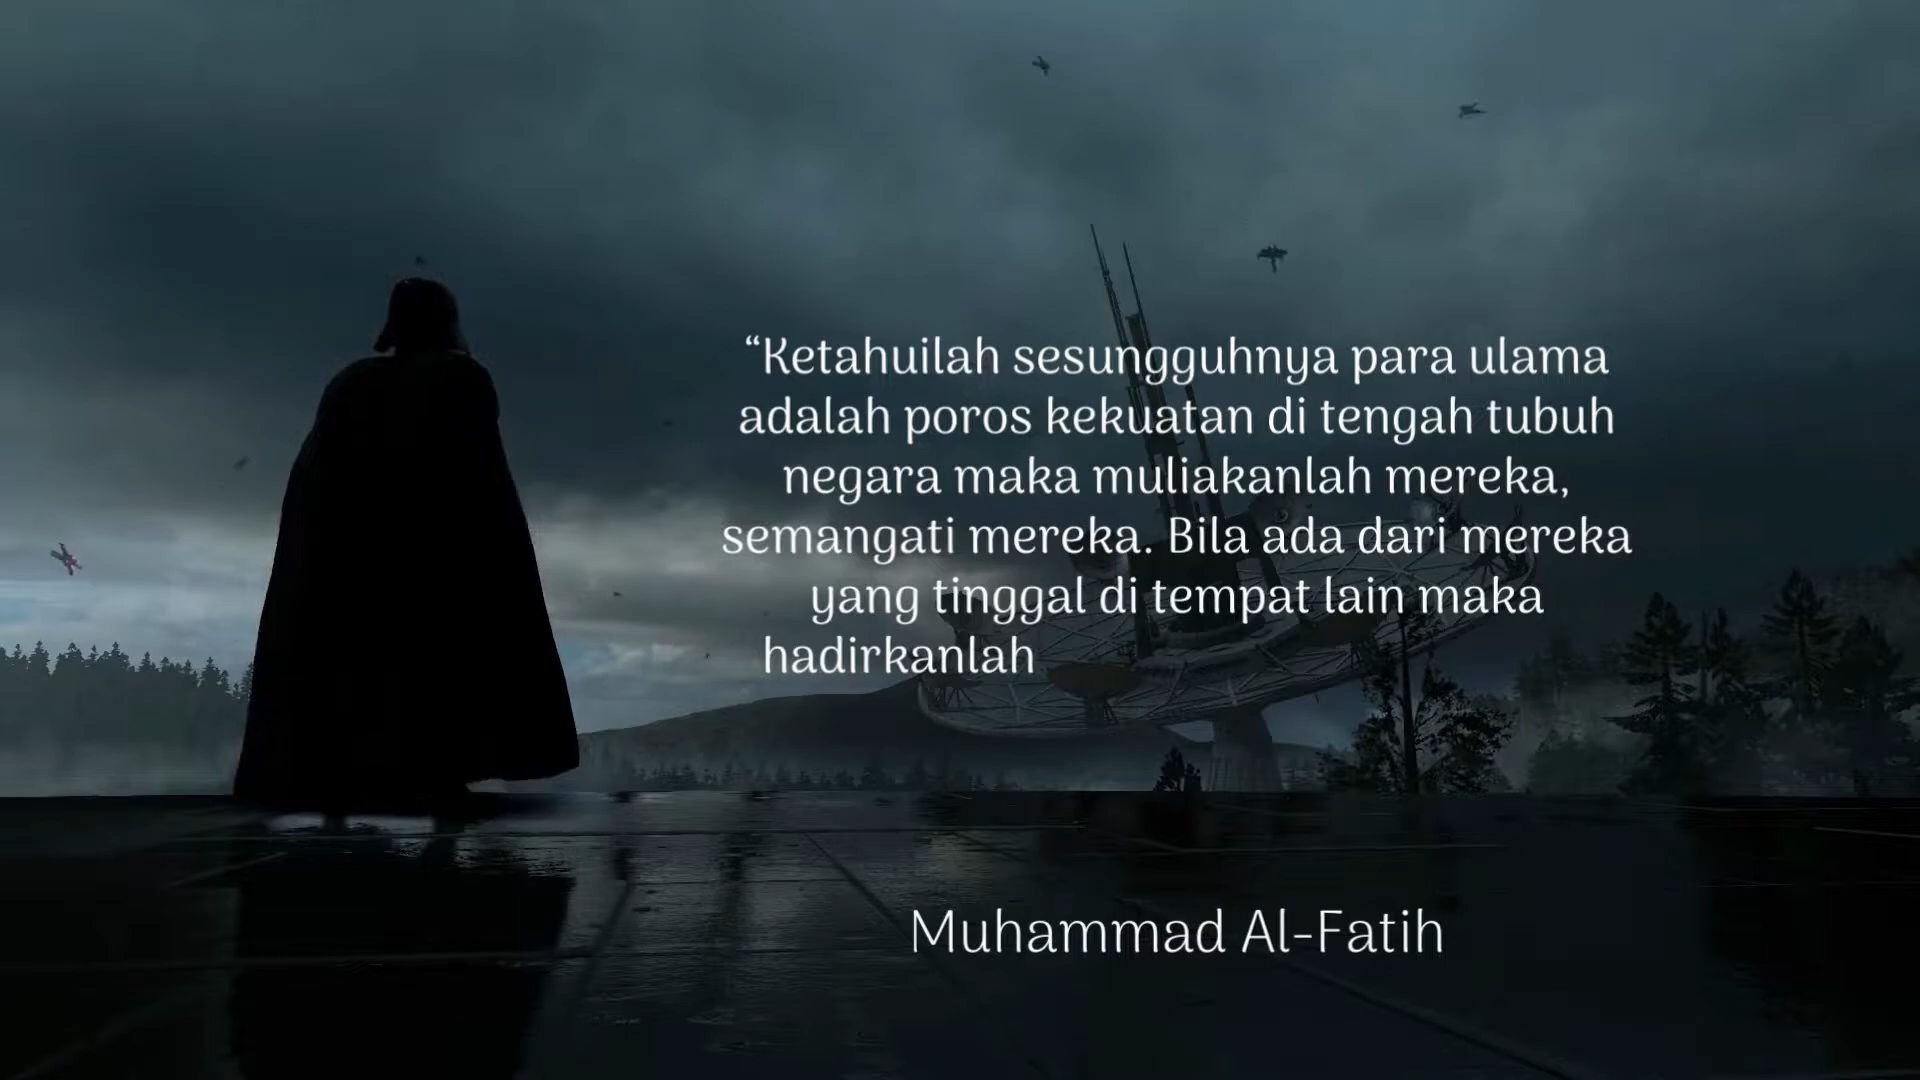 “Ketahuilah sesungguhnya para ulama
adalah poros kekuatan di tengah tubuh
negara maka muliakanlah mereka,
semangati mereka. Bila ada dari mereka
yang tinggal di tempat lain maka
hadirkanlah
Muhammad Al-Fatih